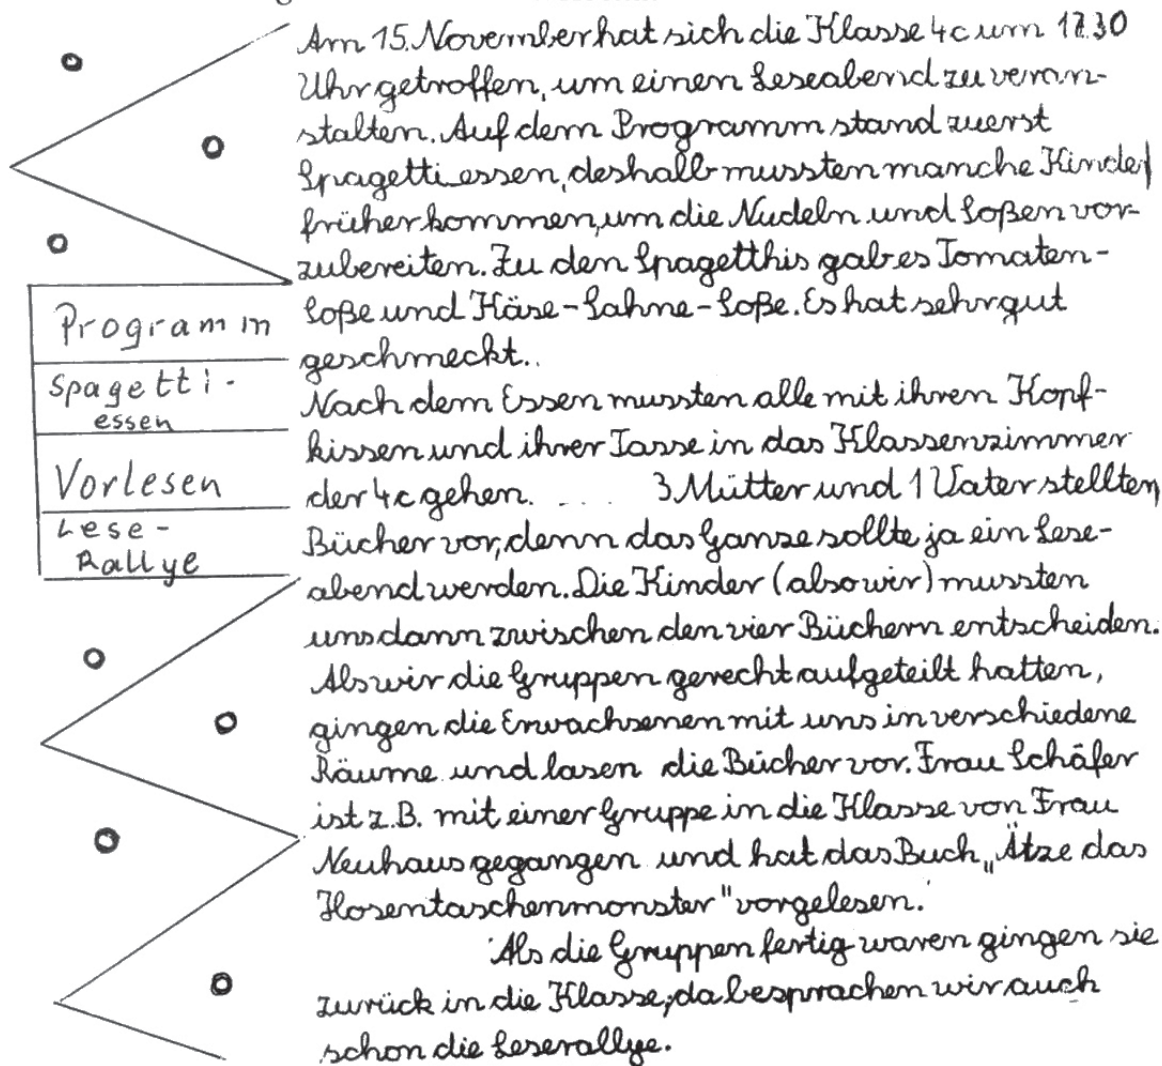 Am 15. November hat sich die Klasse 4c um 17.30
Uhr getroffen, um einen Leseabend zu veran-
stalten. Auf dem Programm stand zuerst
Spagetti essen, deshalb mussten manche Kinder
früher kommen, um die Nudeln und Soßen vor-
zubereiten. Zu den Spagetthis gab es Tomaten-
Soße und Käse-Sahne-Soße. Es hat sehr gut
geschmeckt.
Nach dem Essen mussten alle mit ihren Kopf-
kissen und ihrer Tasse in das Klassenzimmer
der 4c gehen. 3 Mütter und 1 Vater stellten
Bücher vor, denn das Ganze sollte ja ein Lese-
abend werden. Die Kinder (also wir) mussten
uns dann zwischen den vier Büchern entscheiden.
Als wir die Gruppen gerecht aufgeteilt hatten,
gingen die Erwachsenen mit uns in verschiedene
Räume und lasen die Bücher vor. Frau Schäfer
ist z.B. mit einer Gruppe in die Klasse von Frau
Neuhaus gegangen und hat das Buch „Ätze das
Hosentaschenmonster" vorgelesen.
Als die Gruppen fertig waren gingen sie
zurück in die Klasse, da besprachen wir auch
schon die Leserallye.
Programm
Spagetti-
essen
Vorlesen
Lese-
Rallye